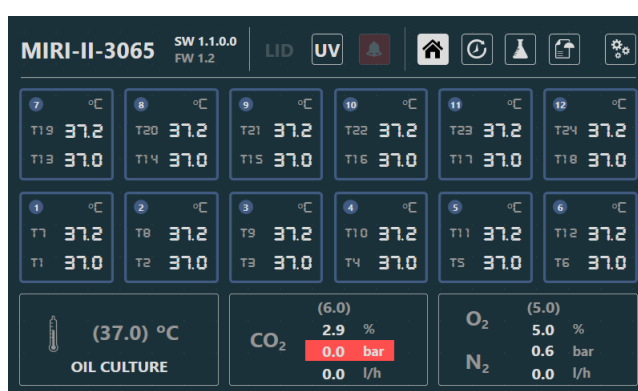 MIRI-II-3065 SW 1.1.0.0 LID UV
FW 1.2
7 °C 8 °C 9 °C 10 °C 11 °C 12 °C
T19 37.2 T20 37.2 T21 37.2 T22 37.2 T23 37.2 T24 37.2
T13 37.0 T14 37.0 T15 37.0 T16 37.0 T17 37.0 T18 37.0
1 °C 2 °C 3 °C 4 °C 5 °C 6 °C
T7 37.2 T8 37.2 T9 37.2 T10 37.2 T11 37.2 T12 37.2
T1 37.0 T2 37.0 T3 37.0 T4 37.0 T5 37.0 T6 37.0
(37.0) °C
OIL CULTURE
(6.0)
CO₂
2.9 %
0.0 bar
0.0 l/h
(5.0)
O₂ 5.0 %
0.6 bar
N₂ 0.0 l/h